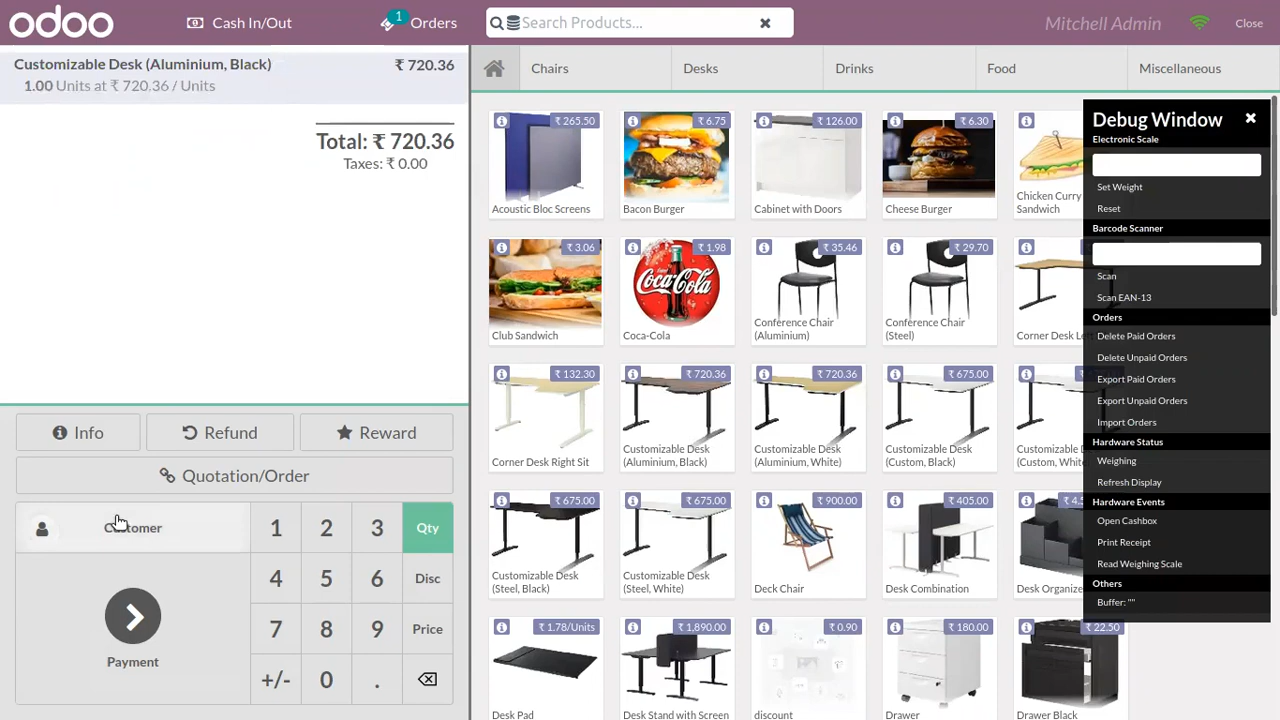 odoo
Cash In/Out
1
Orders
Search Products...
Mitchell Admin
Close
Customizable Desk (Aluminium, Black)
₹ 720.36
1.00 Units at ₹ 720.36 / Units
Total: ₹ 720.36
Taxes: ₹ 0.00
Info
Refund
Reward
Quotation/Order
Customer
1
2
3
Qty
4
5
6
Disc
7
8
9
Price
+/-
0
.
Payment
Chairs
Desks
Drinks
Food
Miscellaneous
₹ 265.50
Acoustic Bloc Screens
₹ 6.75
Bacon Burger
₹ 126.00
Cabinet with Doors
₹ 6.30
Cheese Burger
Chicken Curry
Sandwich
₹ 3.06
Club Sandwich
₹ 1.98
Coca-Cola
Coca-Cola
₹ 35.46
Conference Chair
(Aluminium)
₹ 29.70
Conference Chair
(Steel)
Corner Desk
₹ 132.30
Corner Desk Right Sit
₹ 720.36
Customizable Desk
(Aluminium, Black)
₹ 720.36
Customizable Desk
(Aluminium, White)
₹ 675.00
Customizable Desk
(Custom, Black)
Customizable
(Custom,
₹ 675.00
Customizable Desk
(Steel, Black)
₹ 675.00
Customizable Desk
(Steel, White)
₹ 900.00
Deck Chair
₹ 405.00
Desk Combination
Desk
₹ 1.78/Units
Desk Pad
₹ 1,890.00
Desk Stand with Screen
₹ 0.90
discount
₹ 180.00
Drawer
₹ 22.50
Drawer Black
Debug Window
Electronic Scale
Set Weight
Reset
Barcode Scanner
Scan
Scan EAN-13
Orders
Delete Paid Orders
Delete Unpaid Orders
Export Paid Orders
Export Unpaid Orders
Import Orders
Hardware Status
Weighing
Refresh Display
Hardware Events
Open Cashbox
Print Receipt
Read Weighing Scale
Others
Buffer: ""